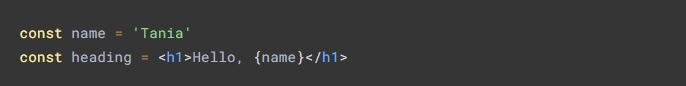 const name = 'Tania'
const heading = <h1>Hello, {name}</h1>